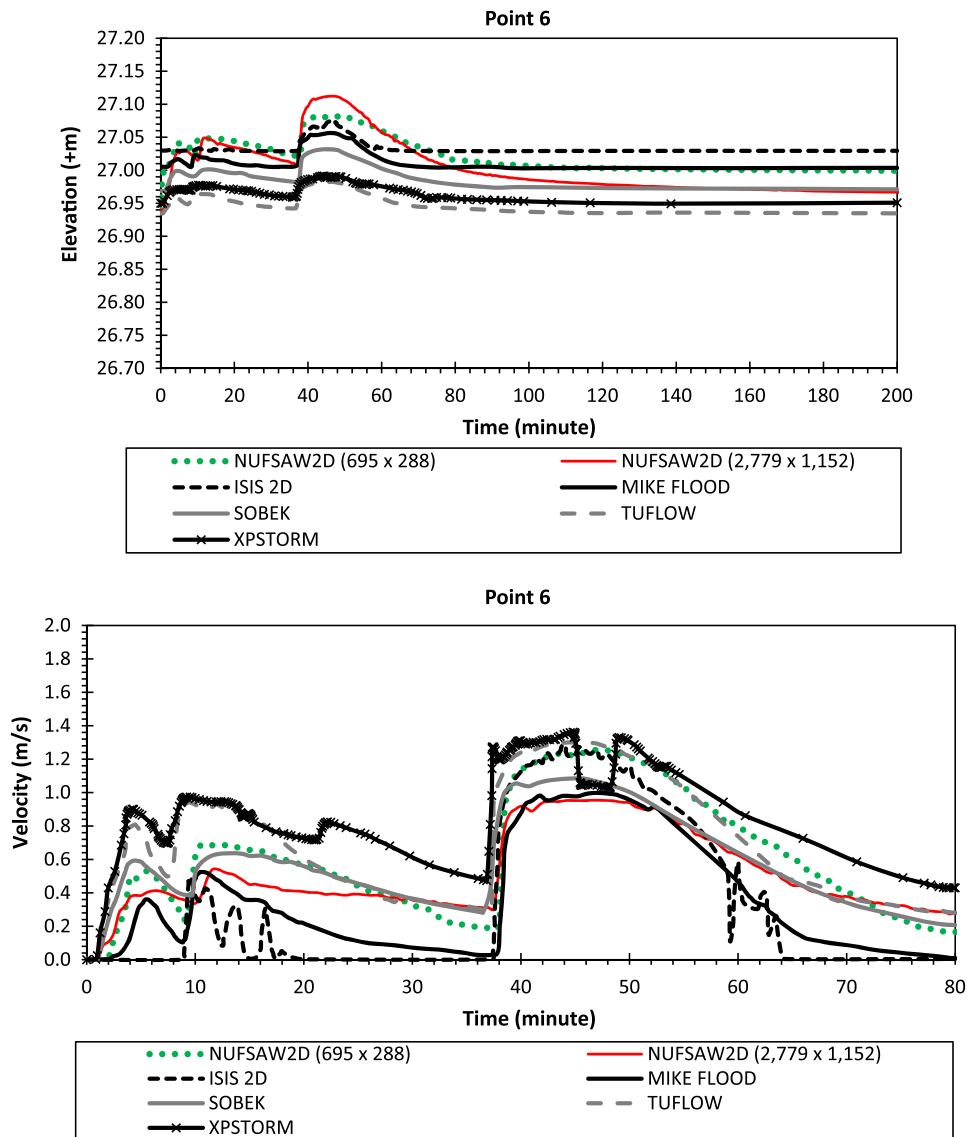 Point 6
27.20
27.15
27.10
27.05
27.00
26.95
26.90
26.85
26.80
26.75
26.70
Elevation (+m)
0 20 40 60 80 100 120 140 160 180 200
Time (minute)
NUFSAW2D (695 x 288) NUFSAW2D (2,779 x 1,152)
ISIS 2D MIKE FLOOD
SOBEK TUFLOW
XPSTORM
Point 6
2.0
1.8
1.6
1.4
1.2
1.0
0.8
0.6
0.4
0.2
0.0
Velocity (m/s)
0 10 20 30 40 50 60 70 80
Time (minute)
NUFSAW2D (695 x 288) NUFSAW2D (2,779 x 1,152)
ISIS 2D MIKE FLOOD
SOBEK TUFLOW
XPSTORM